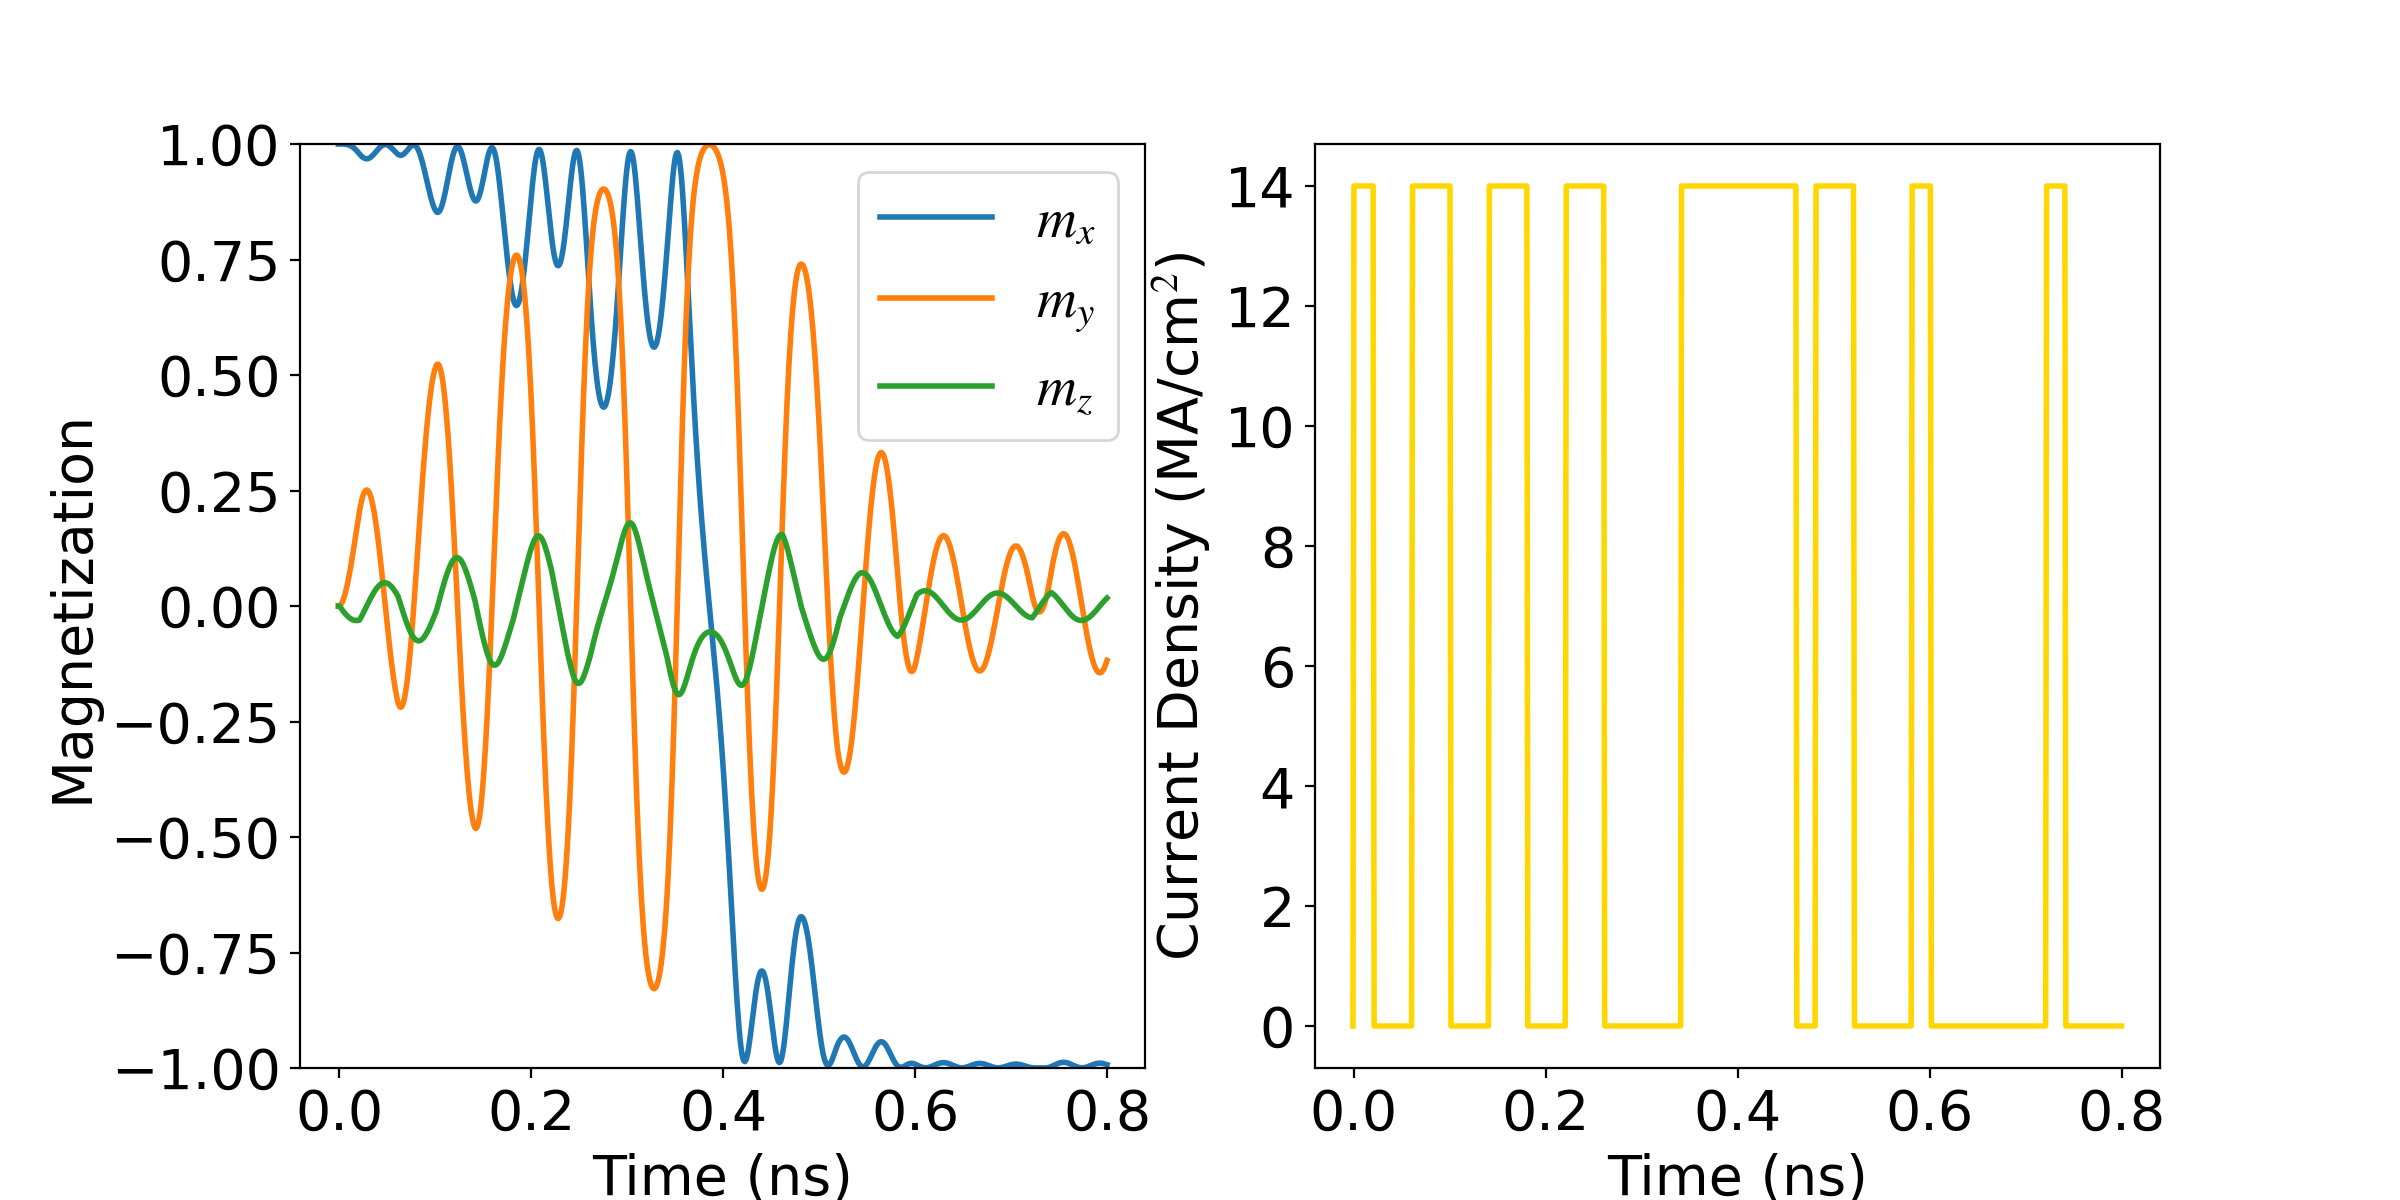 Magnetization
1.00
0.75
0.50
0.25
0.00
−0.25
−0.50
−0.75
−1.00
0.0 0.2 0.4 0.6 0.8
Time (ns)
m_x
m_y
m_z
Current Density (MA/cm²)
14
12
10
8
6
4
2
0
0.0 0.2 0.4 0.6 0.8
Time (ns)